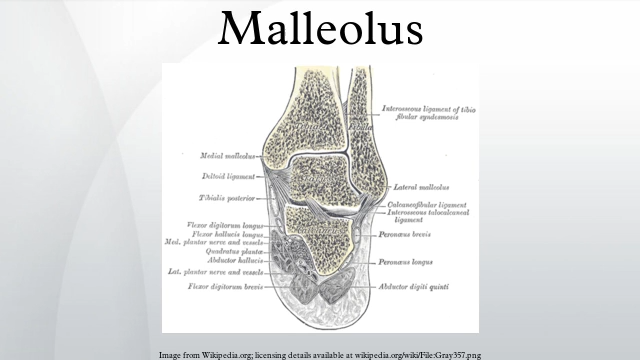 Malleolus
Interosseous ligament of tibio
fibular syndesmosis
Medial malleolus
Deltoid ligament
Tibialis posterior
Lateral malleolus
Calcaneofibular ligament
Interosseous talocalcaneal
ligament
Flexor digitorum longus
Flexor hallucis longus
Med. plantar nerve and vessels
Quadratus plantæ
Abductor hallucis
Lat. plantar nerve and vessels
Flexor digitorum brevis
Peronæus brevis
Peronæus longus
Abductor digiti quinti
Image from Wikipedia.org; licensing details available at wikipedia.org/wiki/File:Gray357.png